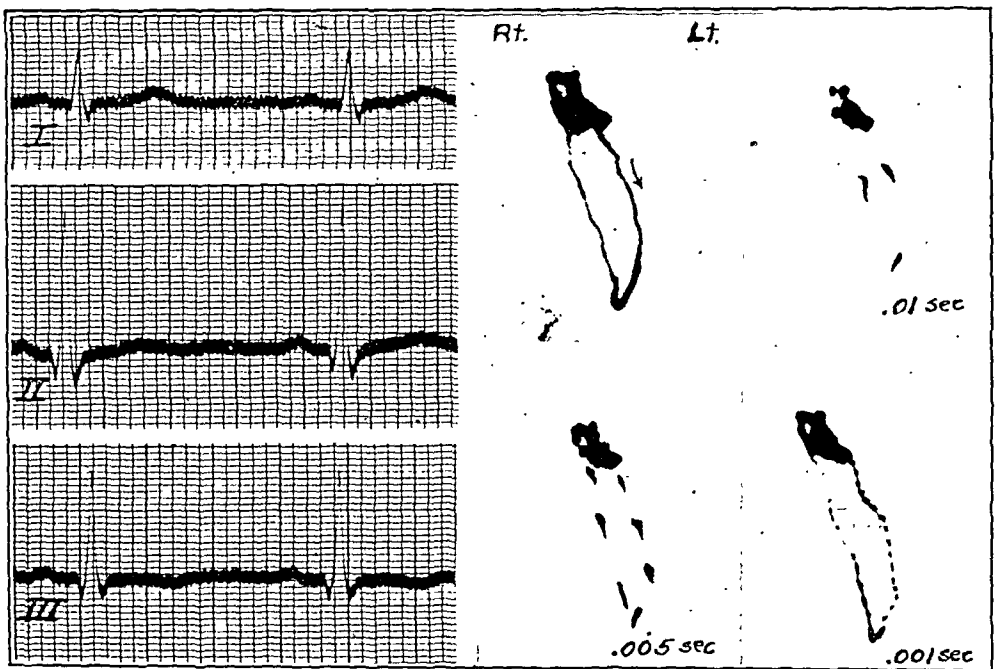 Rt.
Lt.
I
.01 sec
II
III
.005 sec
.001 sec